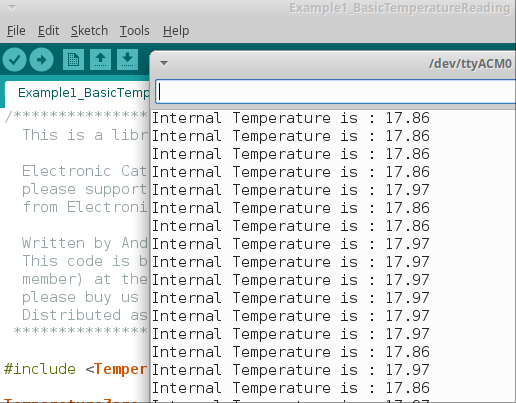 Example1_BasicTemperatureReading
File Edit Sketch Tools Help
/dev/ttyACM0
Example1_BasicTemp
/***************
This is a libr
Electronic Cat
please support
from Electroni
Written by And
This code is b
member) at the
please buy us
Distributed as
***************
#include <Temper
Internal Temperature is : 17.86
Internal Temperature is : 17.86
Internal Temperature is : 17.86
Internal Temperature is : 17.86
Internal Temperature is : 17.97
Internal Temperature is : 17.86
Internal Temperature is : 17.86
Internal Temperature is : 17.97
Internal Temperature is : 17.97
Internal Temperature is : 17.97
Internal Temperature is : 17.97
Internal Temperature is : 17.97
Internal Temperature is : 17.97
Internal Temperature is : 17.86
Internal Temperature is : 17.97
Internal Temperature is : 17.86